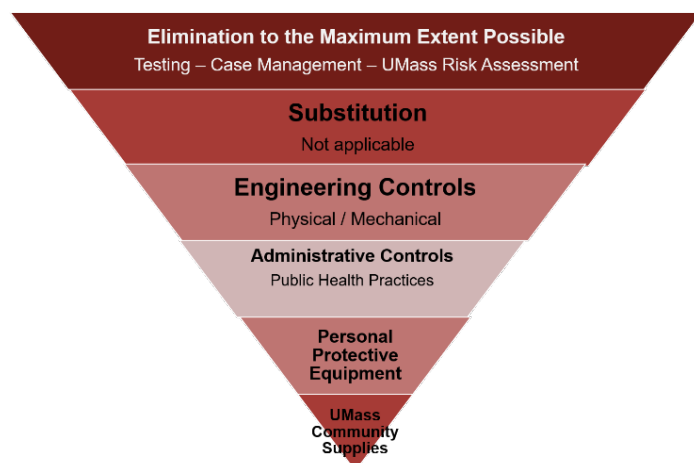 Elimination to the Maximum Extent Possible
Testing – Case Management – UMass Risk Assessment
Substitution
Not applicable
Engineering Controls
Physical / Mechanical
Administrative Controls
Public Health Practices
Personal
Protective
Equipment
UMass
Community
Supplies